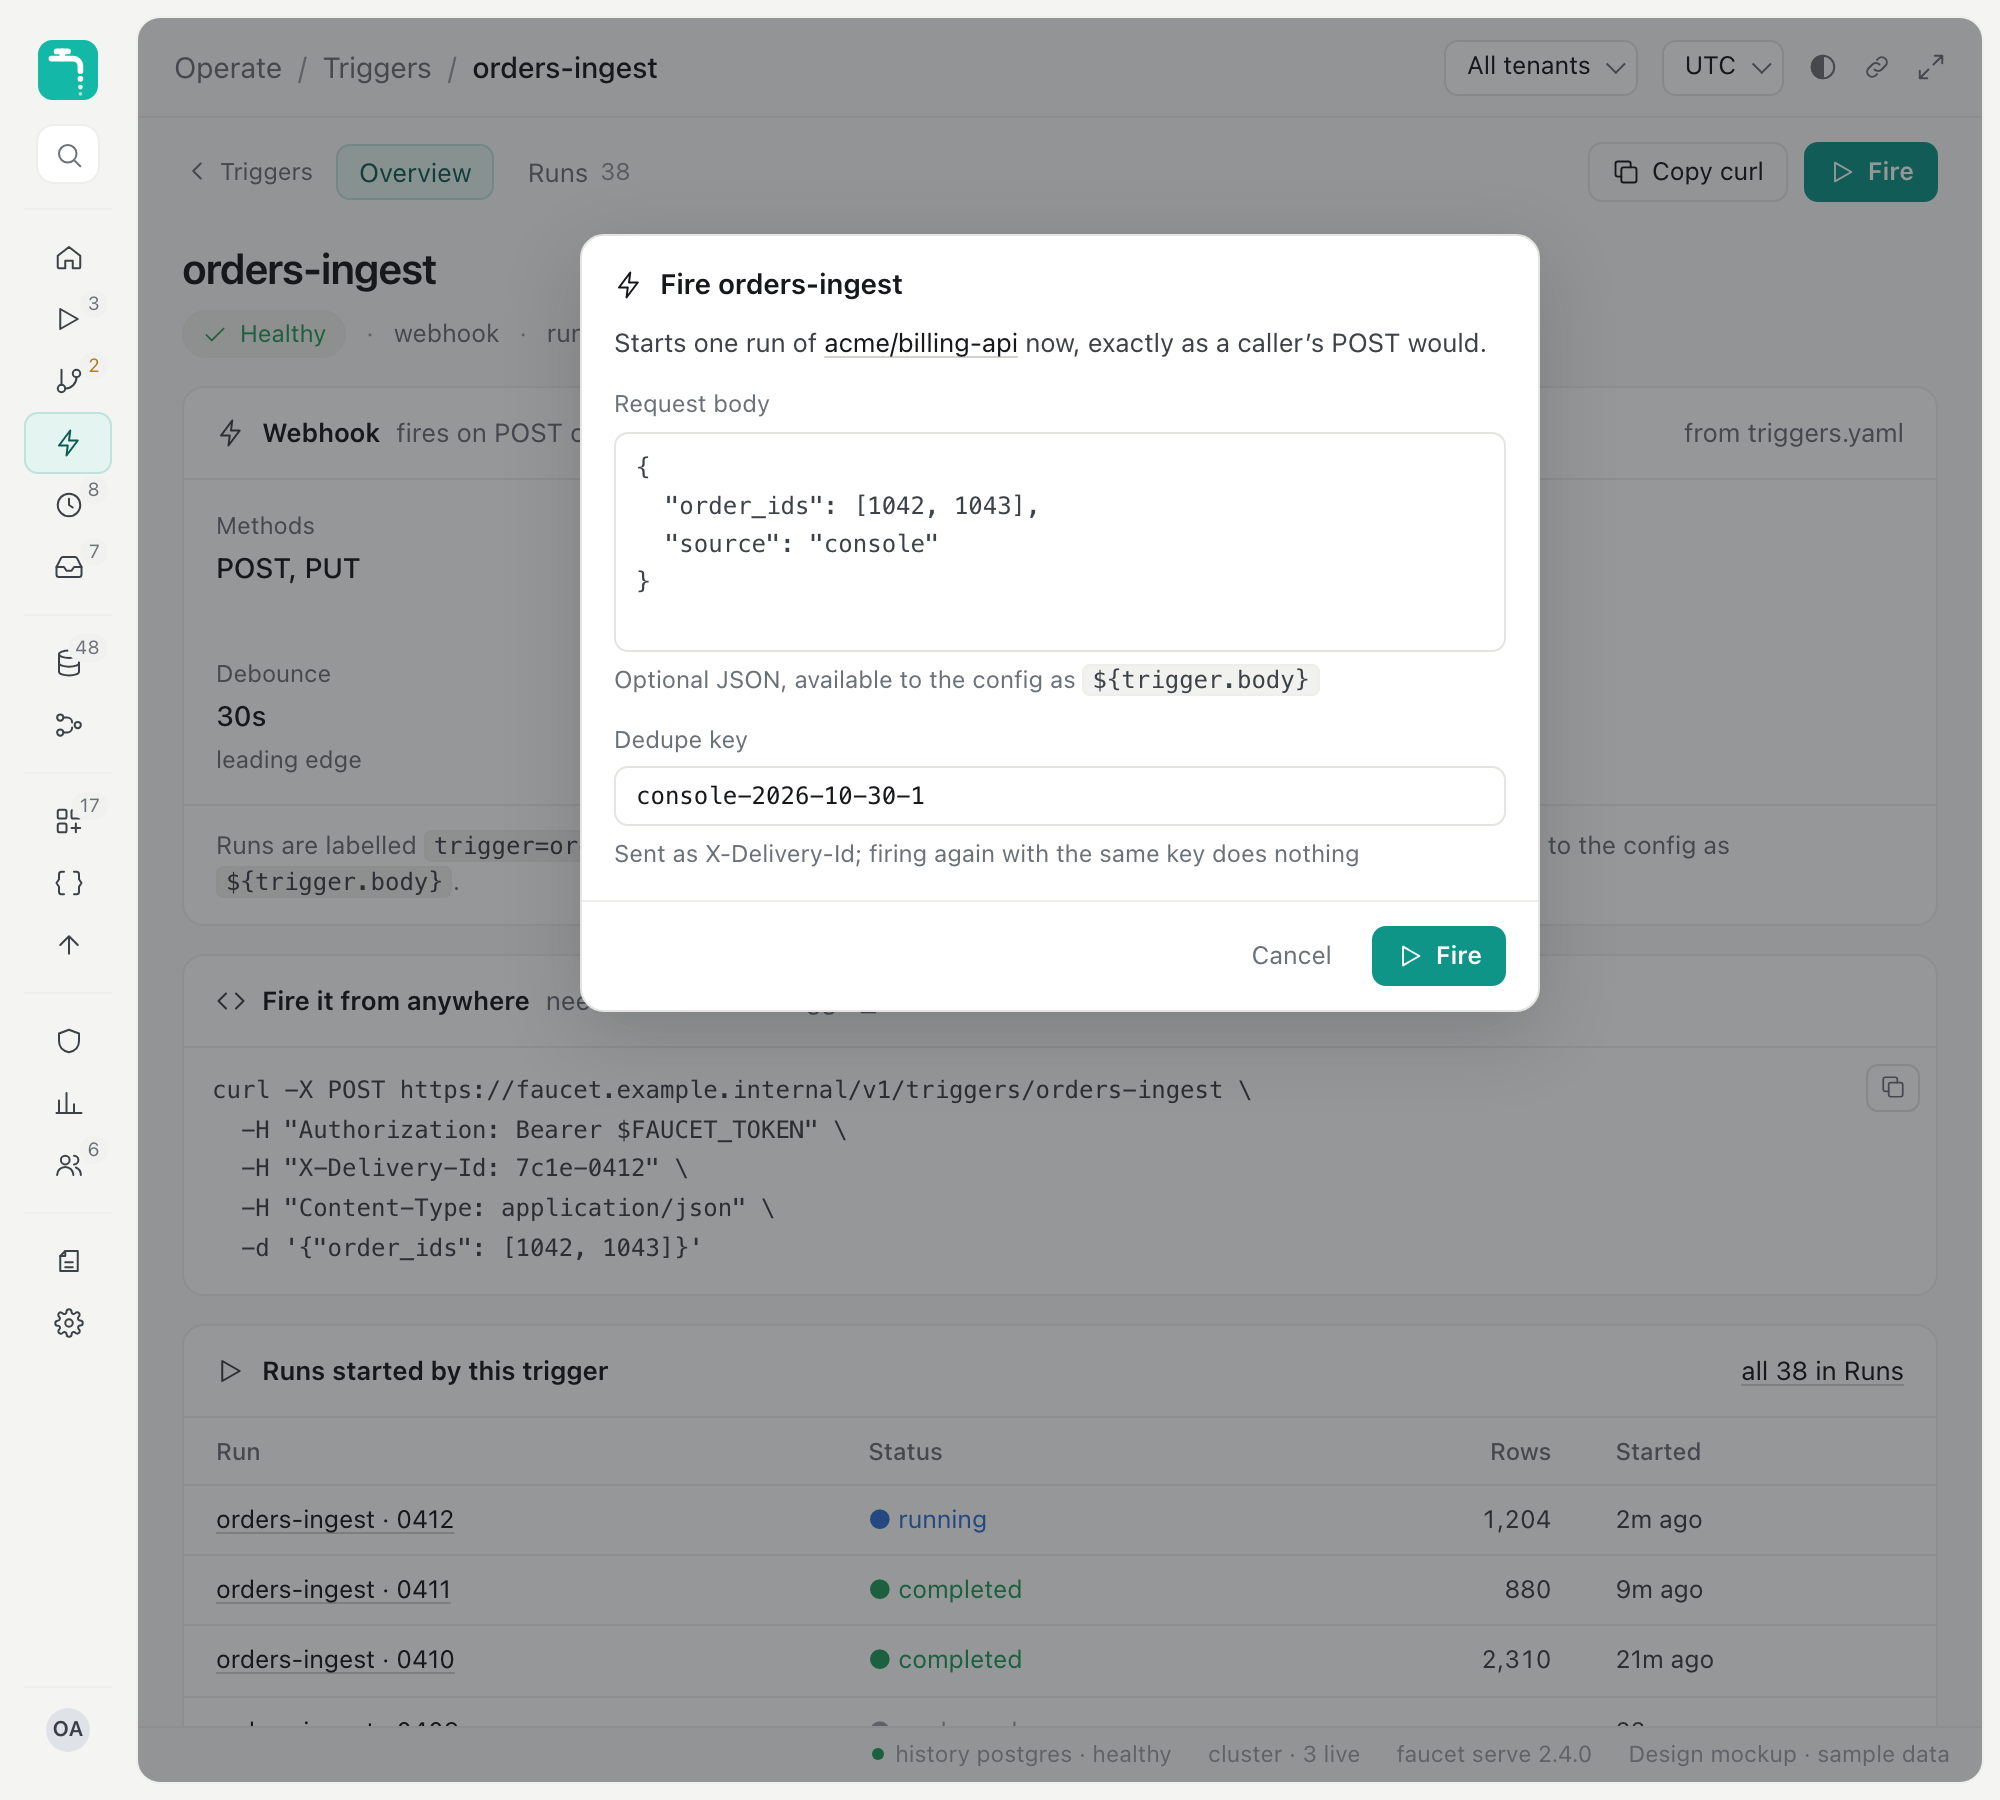 Operate / Triggers / orders-ingest
All tenants
UTC
Triggers
Overview
Runs 38
Copy curl
Fire
3
2
8
7
48
17
6
OA
orders-ingest
Healthy · webhook ·
Webhook fires on POST
from triggers.yaml
Methods
POST, PUT
Debounce
30s
leading edge
Runs are labelled
to the config as
${trigger.body}.
Fire orders-ingest
Starts one run of acme/billing-api now, exactly as a caller’s POST would.
Request body
{
"order_ids": [1042, 1043],
"source": "console"
}
Optional JSON, available to the config as ${trigger.body}
Dedupe key
console-2026-10-30-1
Sent as X-Delivery-Id; firing again with the same key does nothing
Cancel
Fire
Fire it from anywhere
curl -X POST https://faucet.example.internal/v1/triggers/orders-ingest \
-H "Authorization: Bearer $FAUCET_TOKEN" \
-H "X-Delivery-Id: 7c1e-0412" \
-H "Content-Type: application/json" \
-d '{"order_ids": [1042, 1043]}'
Runs started by this trigger
all 38 in Runs
Run Status Rows Started
orders-ingest · 0412 running 1,204 2m ago
orders-ingest · 0411 completed 880 9m ago
orders-ingest · 0410 completed 2,310 21m ago
history postgres · healthy
cluster · 3 live
faucet serve 2.4.0
Design mockup · sample data